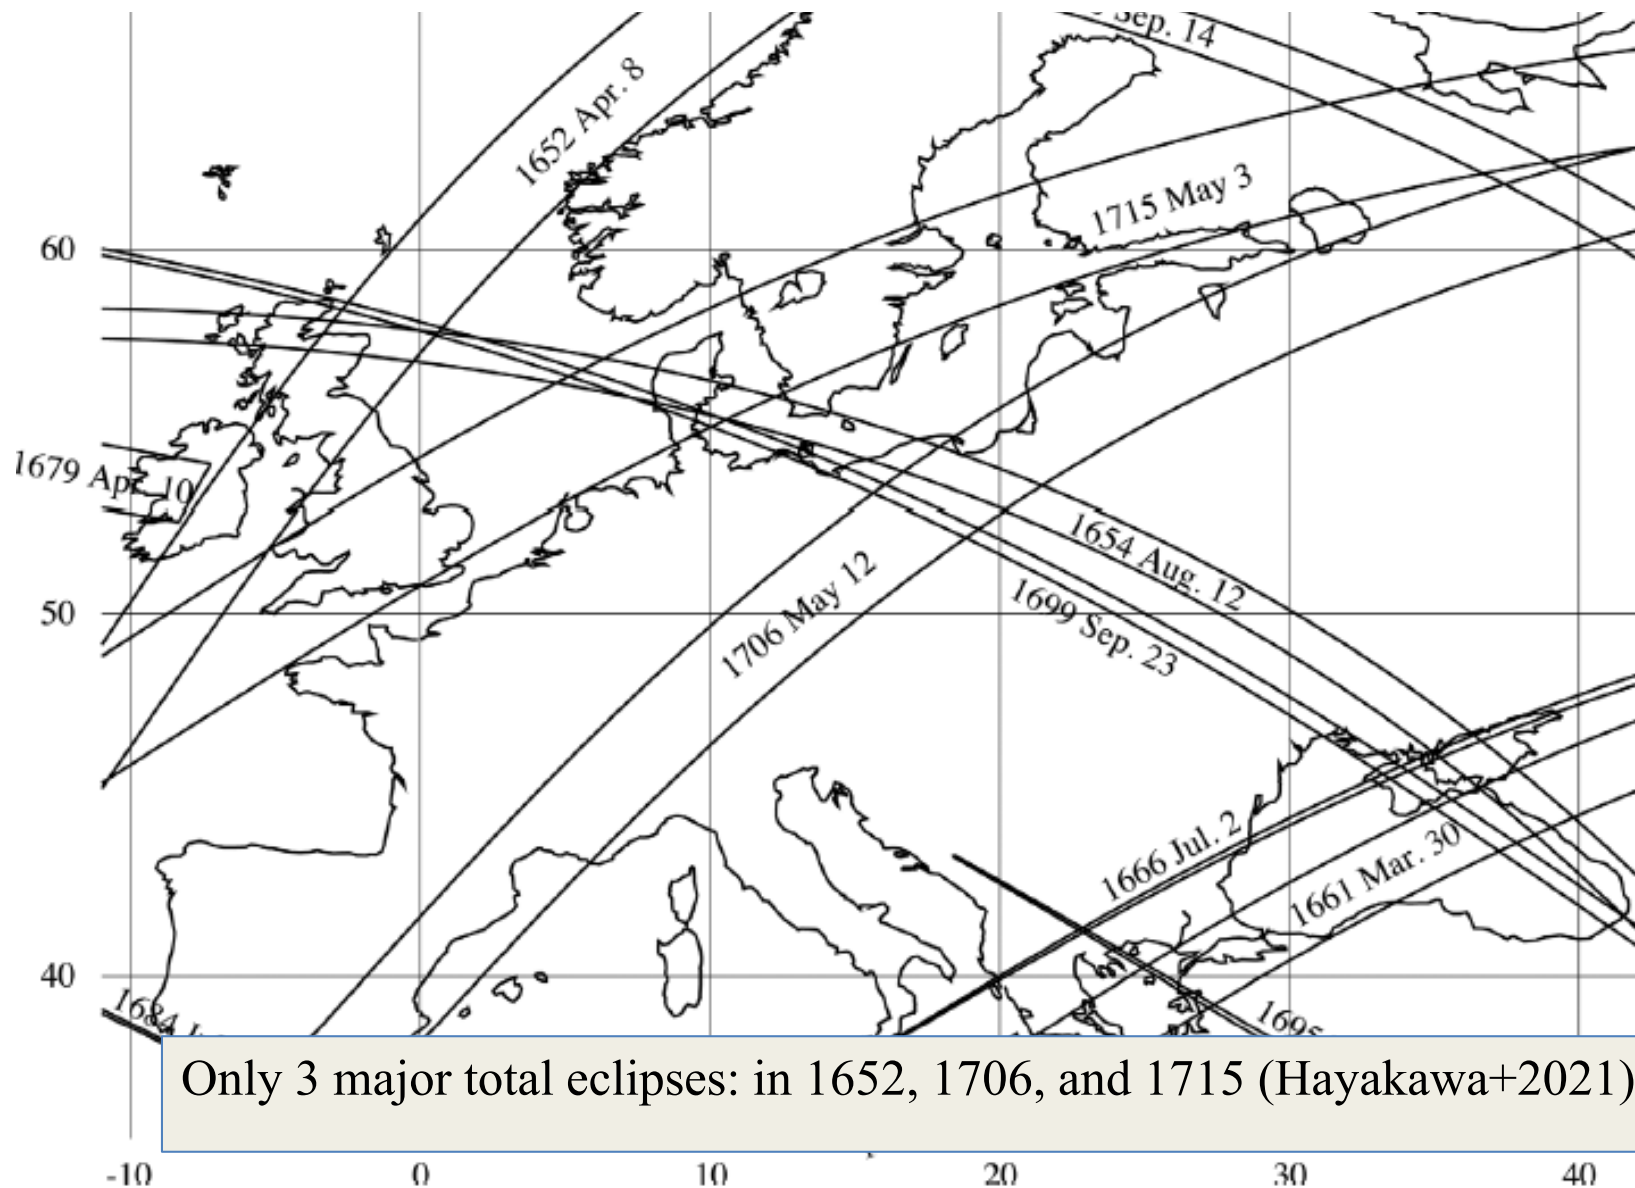 Sep. 14
1652 Apr. 8
1715 May 3
60
1679 Apr. 10
1654 Aug. 12
1706 May 12
1699 Sep. 23
50
1666 Jul. 2
1661 Mar. 30
40
1684
1695
Only 3 major total eclipses: in 1652, 1706, and 1715 (Hayakawa+2021)
-10 0 10 20 30 40